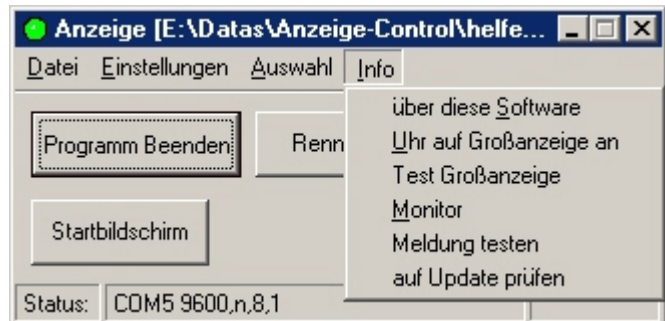 Anzeige [E:\Datas\Anzeige-Control\helfe...
Datei Einstellungen Auswahl Info
über diese Software
Uhr auf Großanzeige an
Test Großanzeige
Monitor
Meldung testen
auf Update prüfen
Programm Beenden
Renn
Startbildschirm
Status: COM5 9600,n,8,1